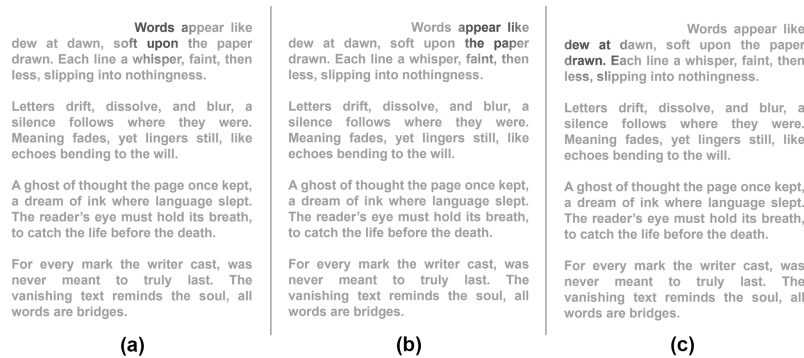 Words appear like
dew at dawn, soft upon the paper
drawn. Each line a whisper, faint, then
less, slipping into nothingness.
Letters drift, dissolve, and blur, a
silence follows where they were.
Meaning fades, yet lingers still, like
echoes bending to the will.
A ghost of thought the page once kept,
a dream of ink where language slept.
The reader's eye must hold its breath,
to catch the life before the death.
For every mark the writer cast, was
never meant to truly last. The
vanishing text reminds the soul, all
words are bridges.
(a)
Words appear like
dew at dawn, soft upon the paper
drawn. Each line a whisper, faint, then
less, slipping into nothingness.
Letters drift, dissolve, and blur, a
silence follows where they were.
Meaning fades, yet lingers still, like
echoes bending to the will.
A ghost of thought the page once kept,
a dream of ink where language slept.
The reader's eye must hold its breath,
to catch the life before the death.
For every mark the writer cast, was
never meant to truly last. The
vanishing text reminds the soul, all
words are bridges.
(b)
Words appear like
dew at dawn, soft upon the paper
drawn. Each line a whisper, faint, then
less, slipping into nothingness.
Letters drift, dissolve, and blur, a
silence follows where they were.
Meaning fades, yet lingers still, like
echoes bending to the will.
A ghost of thought the page once kept,
a dream of ink where language slept.
The reader's eye must hold its breath,
to catch the life before the death.
For every mark the writer cast, was
never meant to truly last. The
vanishing text reminds the soul, all
words are bridges.
(c)